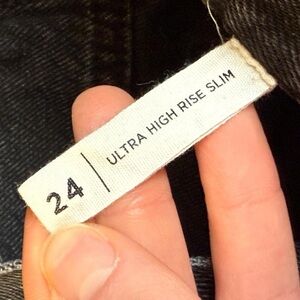 24 | ULTRA HIGH RISE SLIM